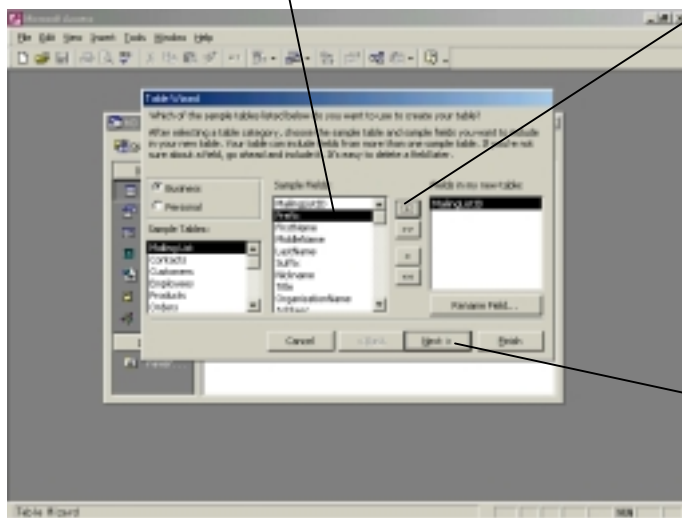 Microsoft Access
File Edit View Insert Tools Window Help
Table Wizard
Which of the sample tables listed below do you want to use to create your table?
After selecting a table category, choose the sample table and sample fields you want to include
in your new table. Your table can include fields from more than one sample table. If you're not
sure about a field, go ahead and include it. It's easy to delete a field later.
Business
Personal
Sample Tables:
Mailing List
Contacts
Customers
Employees
Products
Orders
Sample Fields:
MailingListID
Prefix
FirstName
MiddleName
LastName
Suffix
Nickname
Title
OrganisationName
Address
>
>>
<
<<
Fields in my new table:
MailingListID
Rename Field...
Cancel
< Back
Next >
Finish
Table Wizard
NUM